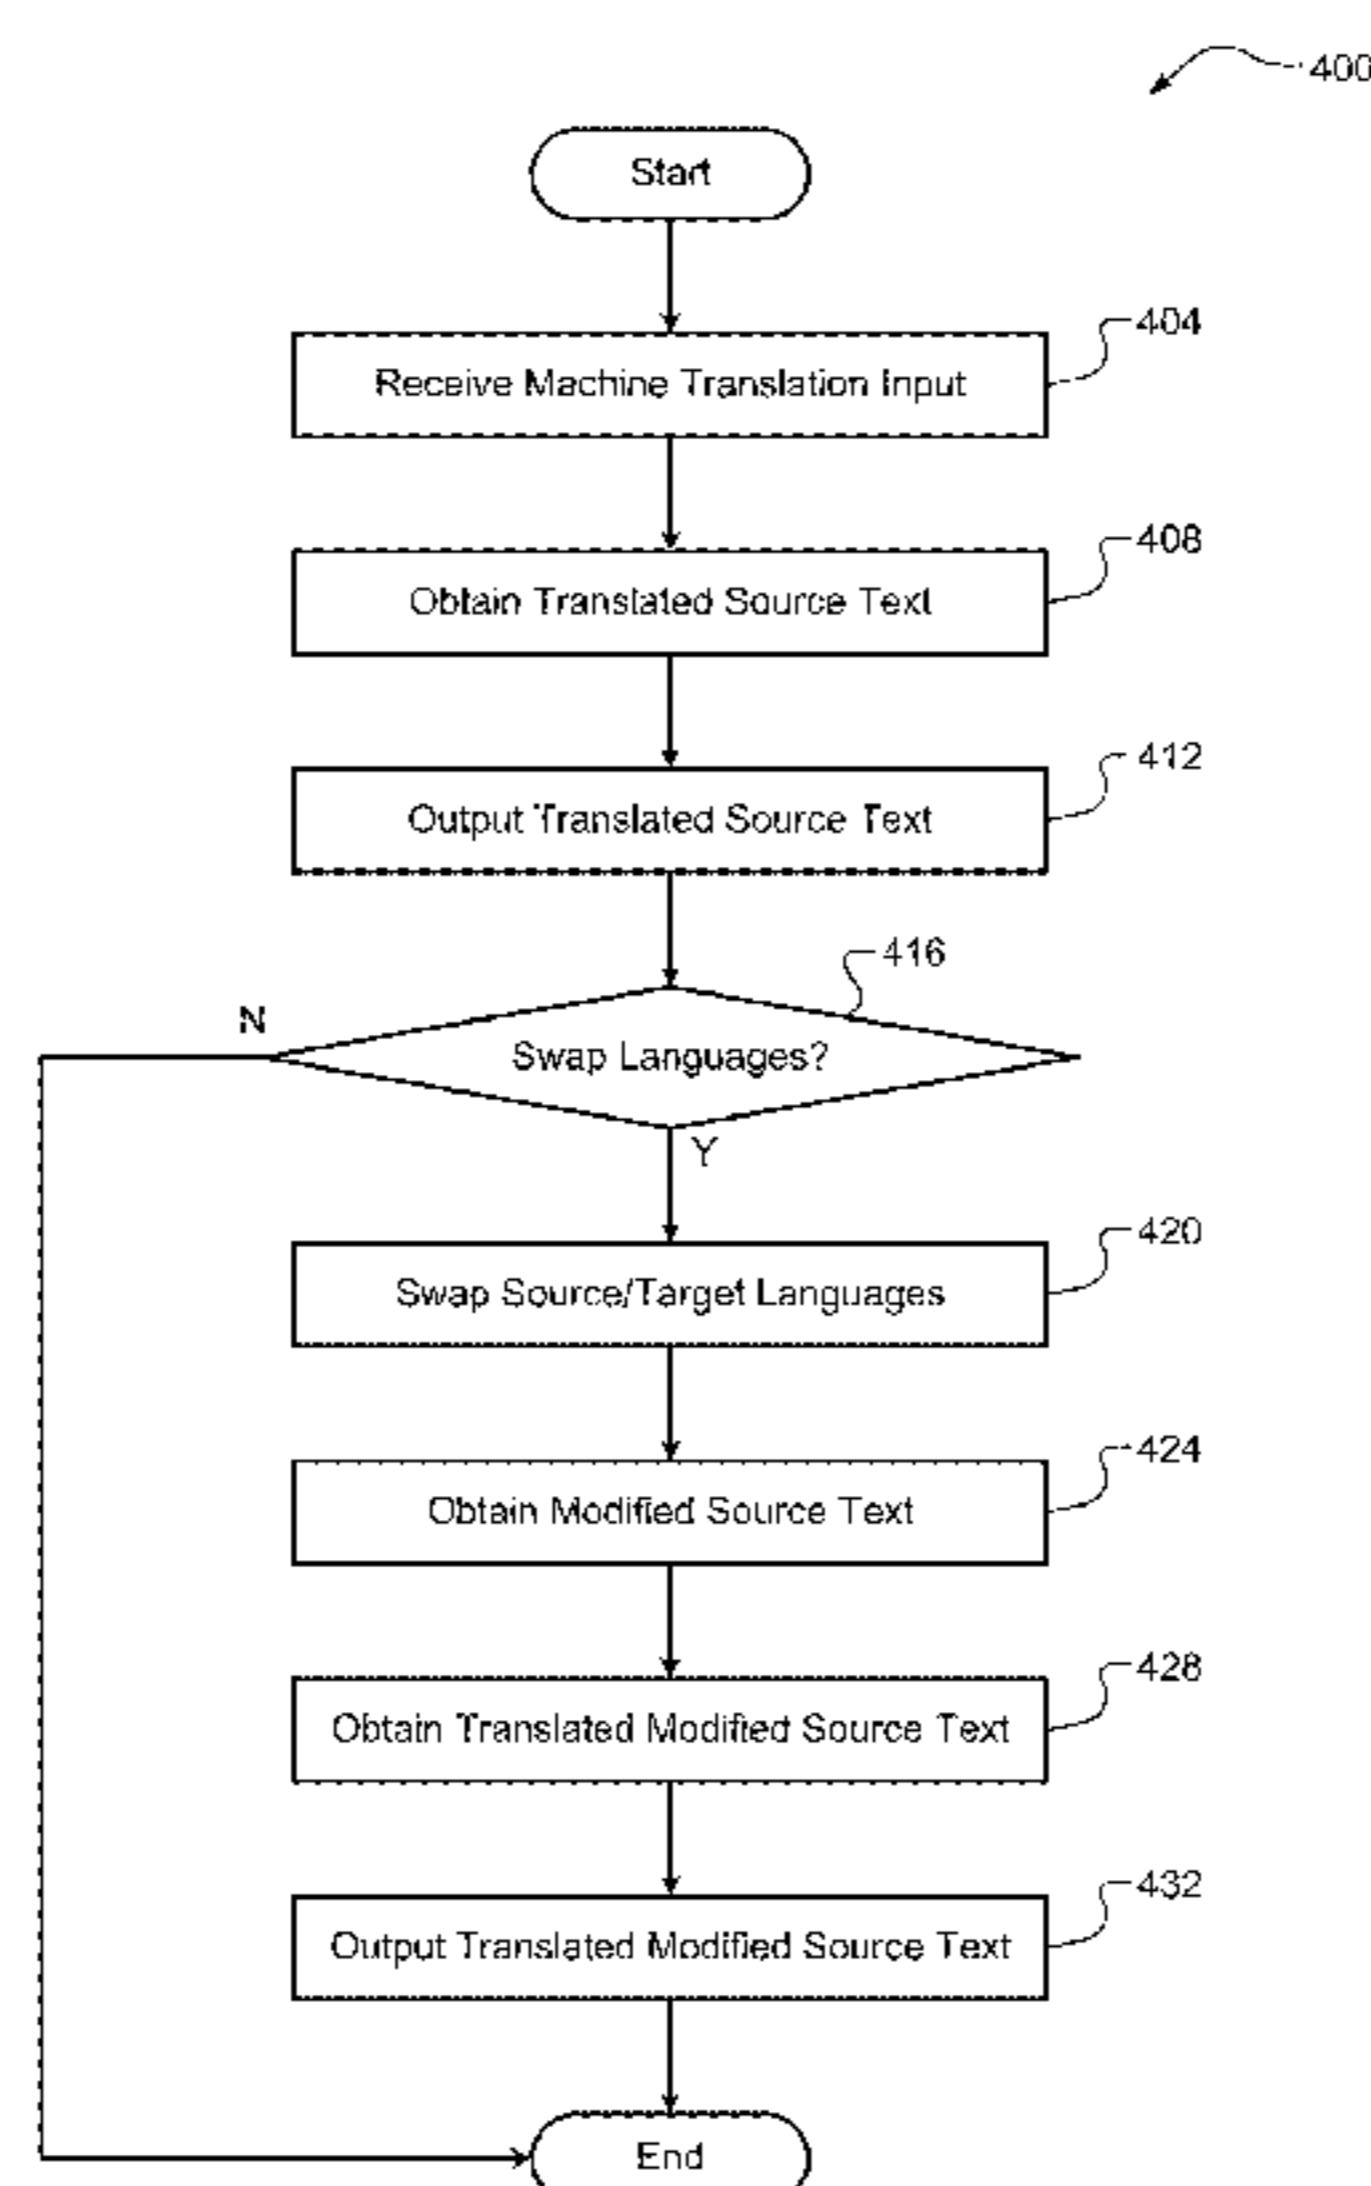 400
Start
404
Receive Machine Translation Input
408
Obtain Translated Source Text
412
Output Translated Source Text
416
N
Swap Languages?
Y
420
Swap Source/Target Languages
424
Obtain Modified Source Text
428
Obtain Translated Modified Source Text
432
Output Translated Modified Source Text
End